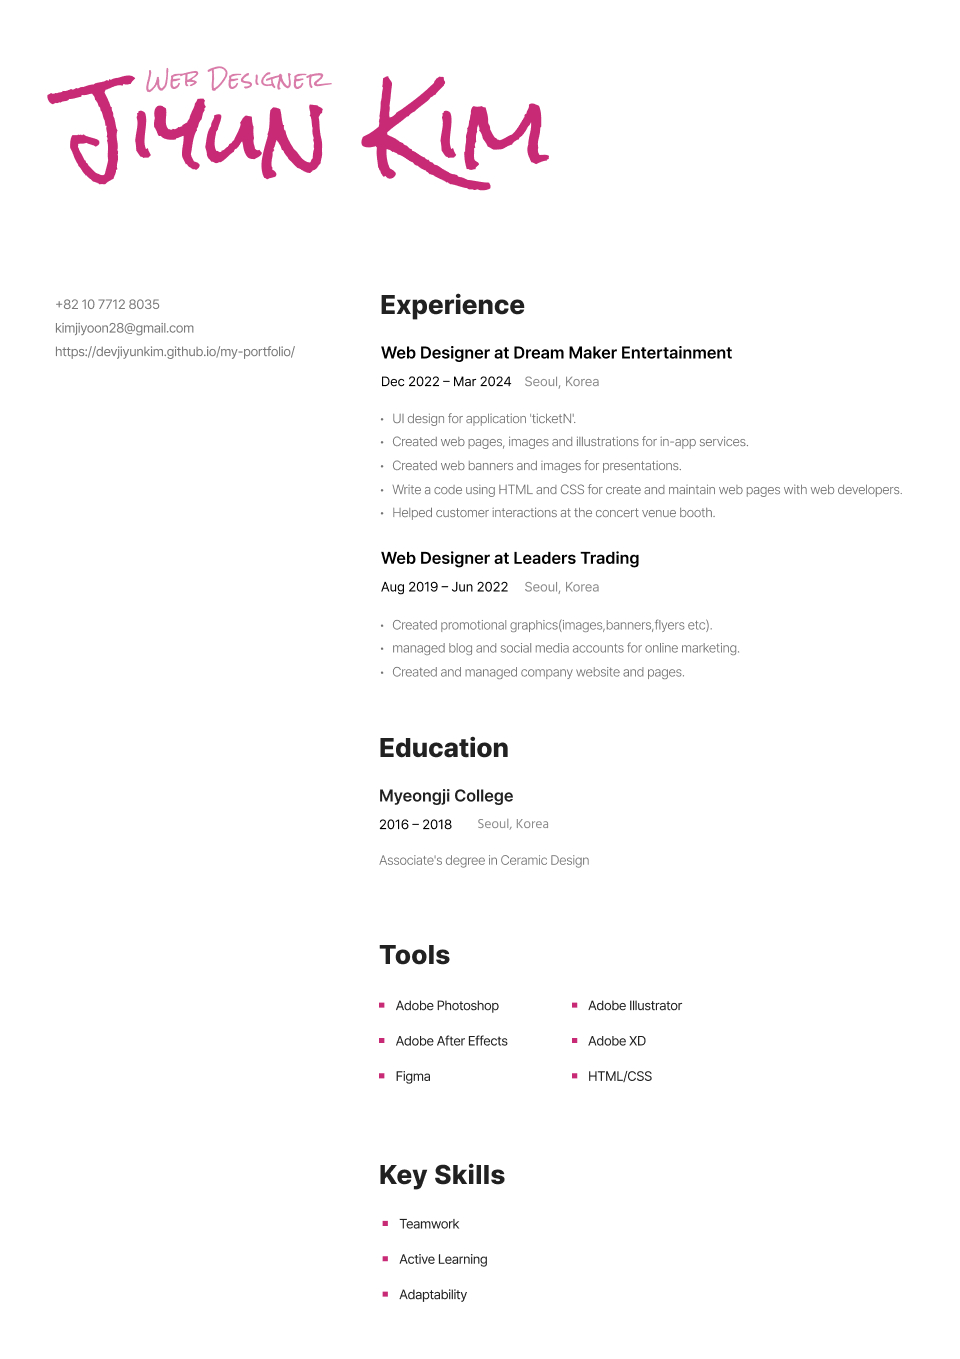 Web Designer
Jiyun Kim
+82 10 7712 8035
kimjiyoon28@gmail.com
https://devjiyunkim.github.io/my-portfolio/
Experience
Web Designer at Dream Maker Entertainment
Dec 2022 – Mar 2024 Seoul, Korea
• UI design for application 'ticketN'.
• Created web pages, images and illustrations for in-app services.
• Created web banners and images for presentations.
• Write a code using HTML and CSS for create and maintain web pages with web developers.
• Helped customer interactions at the concert venue booth.
Web Designer at Leaders Trading
Aug 2019 – Jun 2022 Seoul, Korea
• Created promotional graphics(images,banners,flyers etc).
• managed blog and social media accounts for online marketing.
• Created and managed company website and pages.
Education
Myeongji College
2016 – 2018 Seoul, Korea
Associate's degree in Ceramic Design
Tools
Adobe Photoshop
Adobe Illustrator
Adobe After Effects
Adobe XD
Figma
HTML/CSS
Key Skills
Teamwork
Active Learning
Adaptability